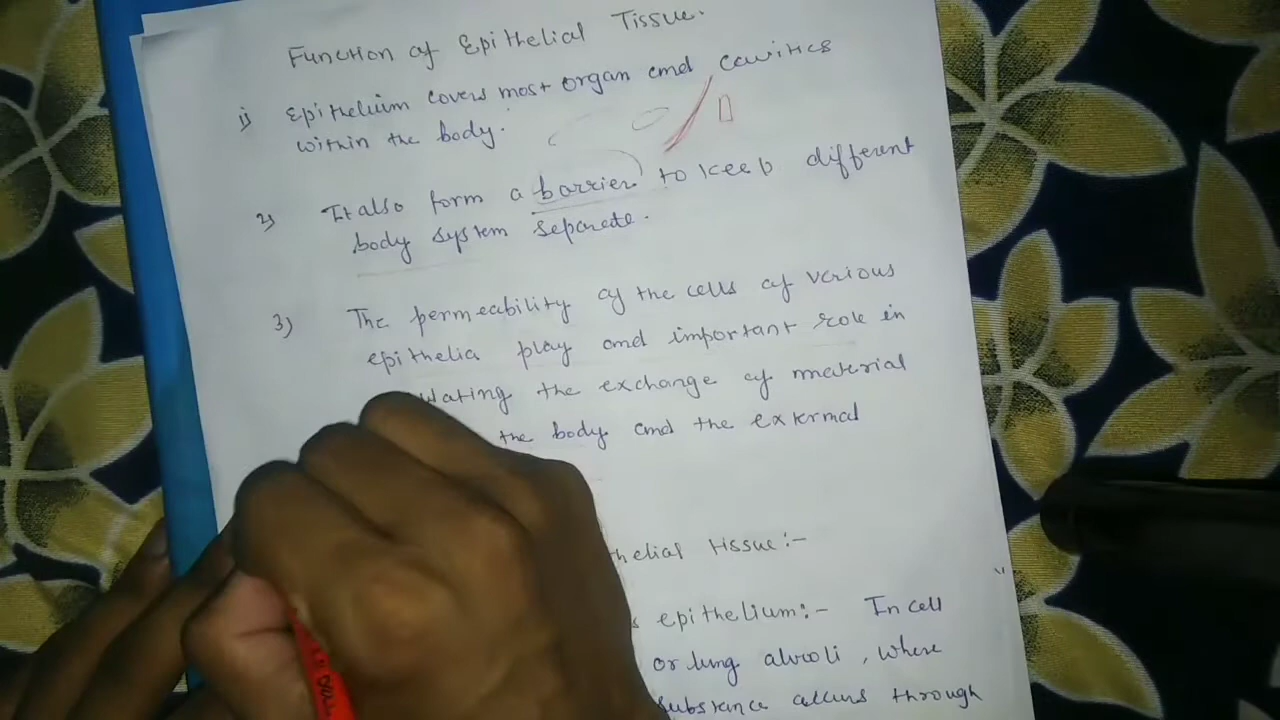 Function of Epithelial Tissue.
1) Epithelium covers most organ and cavities
within the body.
2) It also form a barrier to keep different
body system separate.
3) The permeability of the cells of various
epithelia play and important role in
the exchange of material
the body and the external
tissue:-
epithelium:- In cell
or lung alveoli, where
substance through